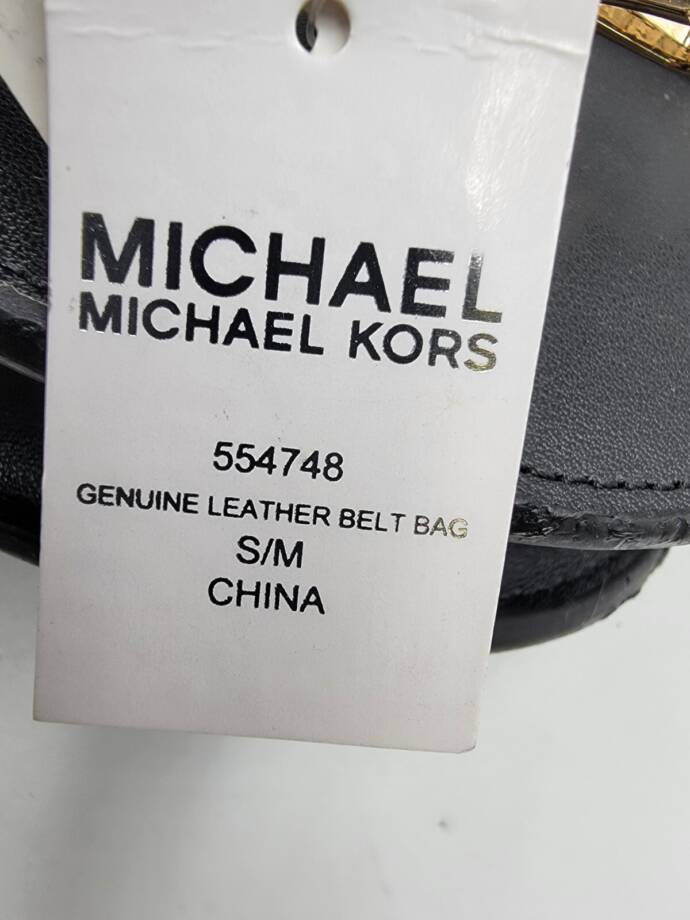 MICHAEL
MICHAEL KORS
554748
GENUINE LEATHER BELT BAG
S/M
CHINA